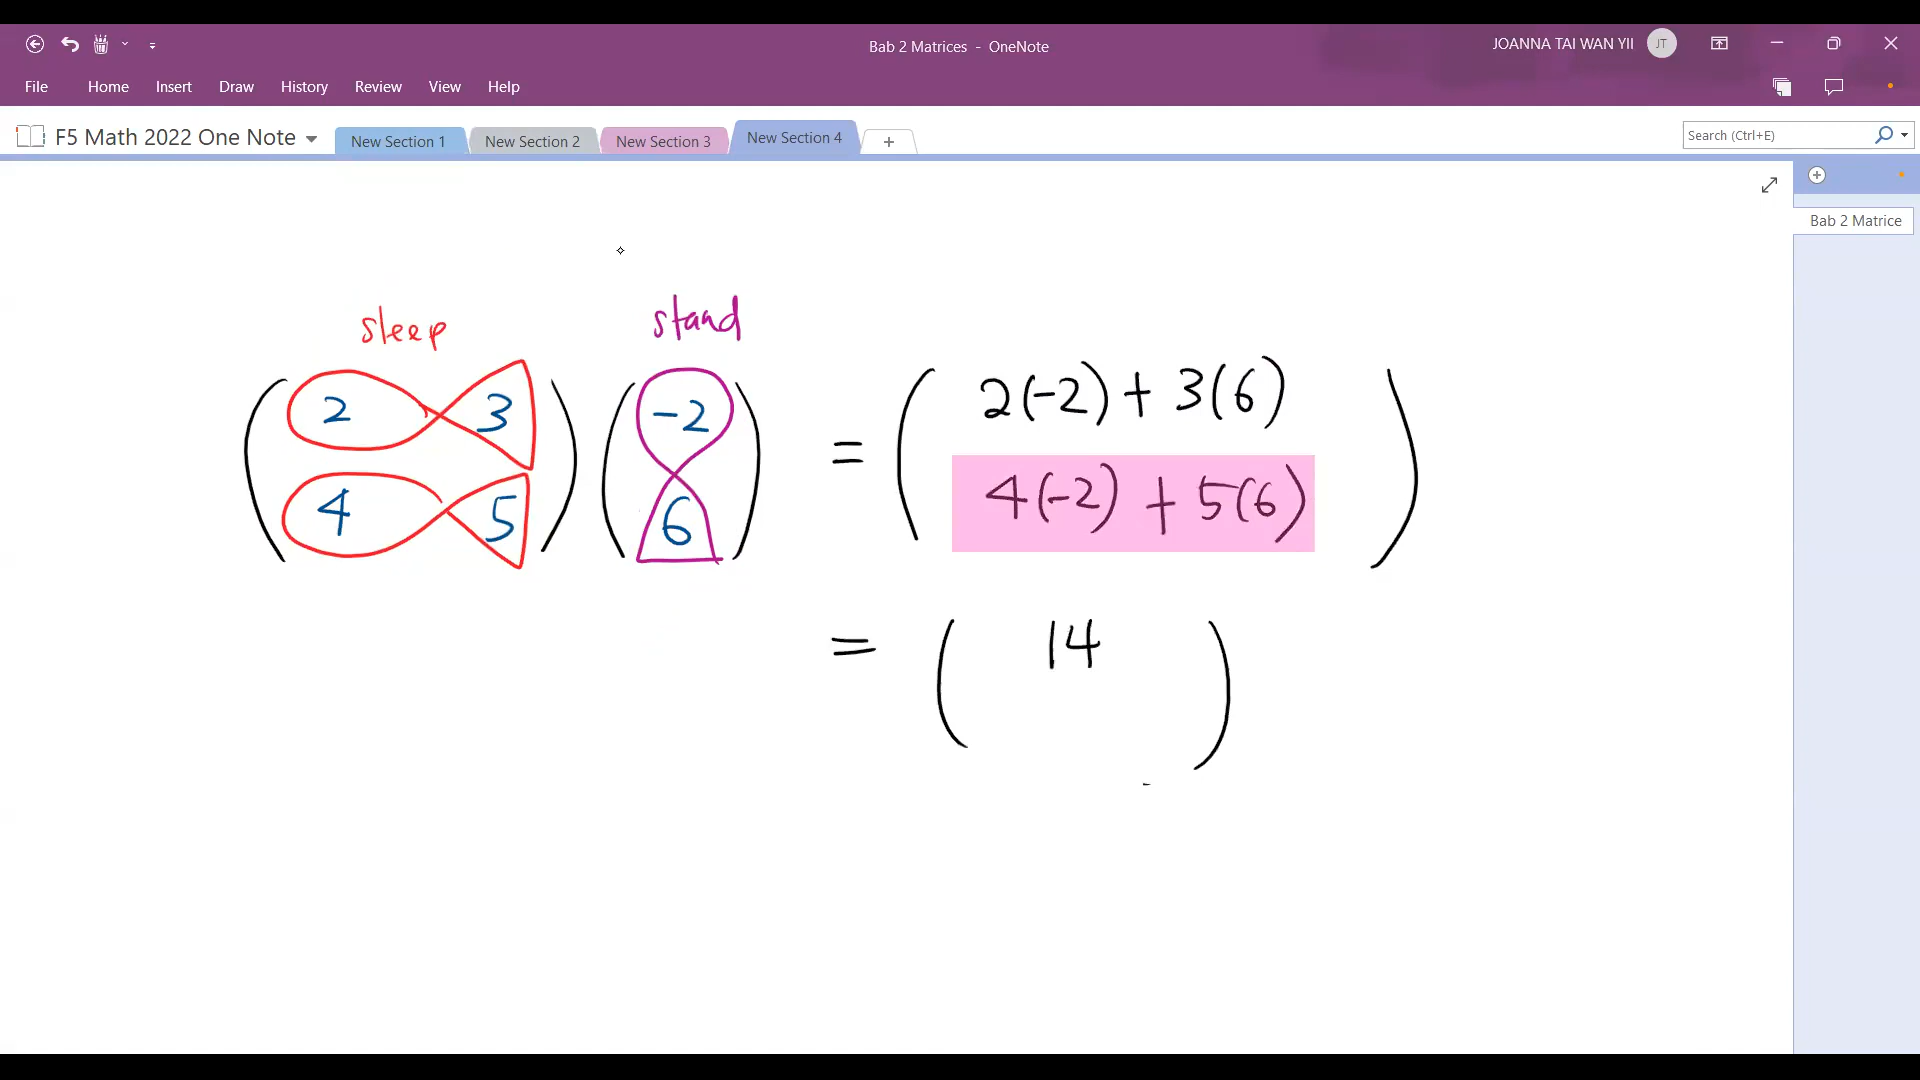 Bab 2 Matrices - OneNote
JOANNA TAI WAN YII JT
File Home Insert Draw History Review View Help
F5 Math 2022 One Note New Section 1 New Section 2 New Section 3 New Section 4 +
Search (Ctrl+E)
Bab 2 Matrice
sleep stand
( 2 3 ) ( -2 ) = ( 2(-2) + 3(6) )
( 4 5 ) ( 6 ) ( 4(-2) + 5(6) )
= ( 14 )